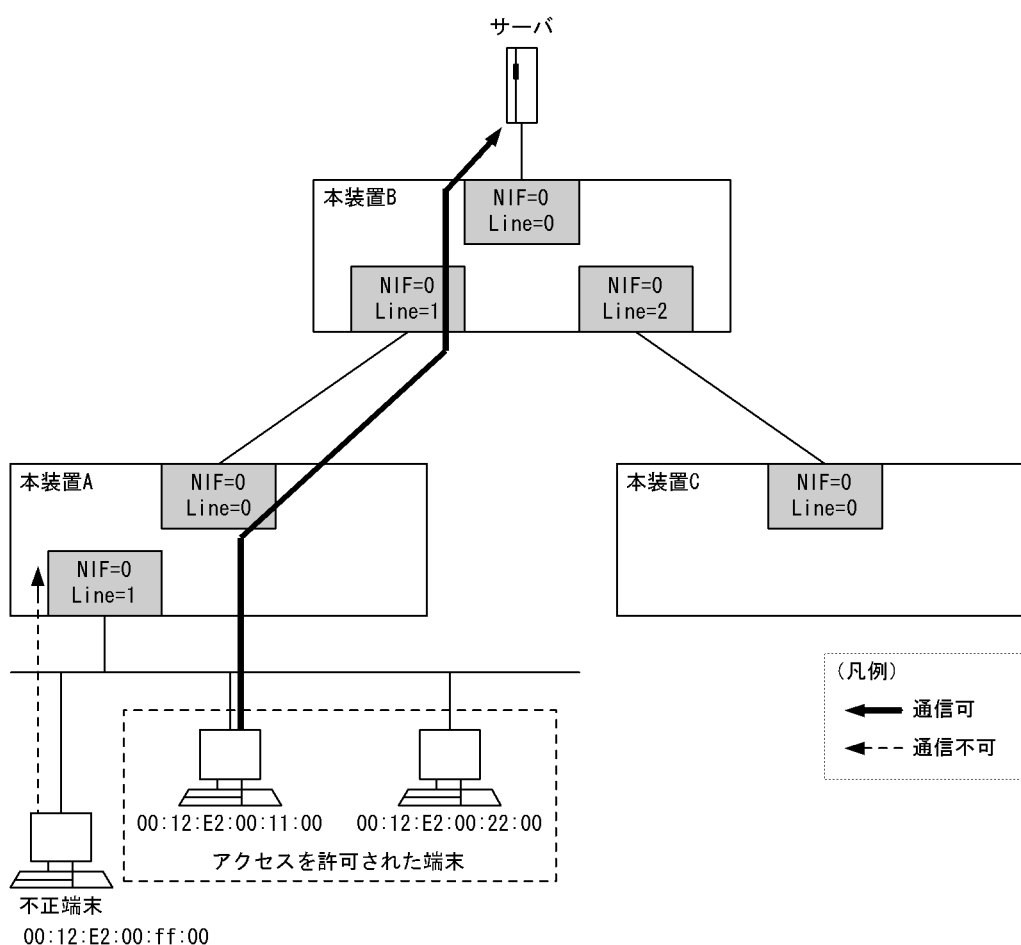 サーバ
本装置B
NIF=0
Line=0
NIF=0
Line=1
NIF=0
Line=2
本装置A
NIF=0
Line=0
NIF=0
Line=1
本装置C
NIF=0
Line=0
(凡例)
通信可
通信不可
00:12:E2:00:11:00
00:12:E2:00:22:00
アクセスを許可された端末
不正端末
00:12:E2:00:ff:00